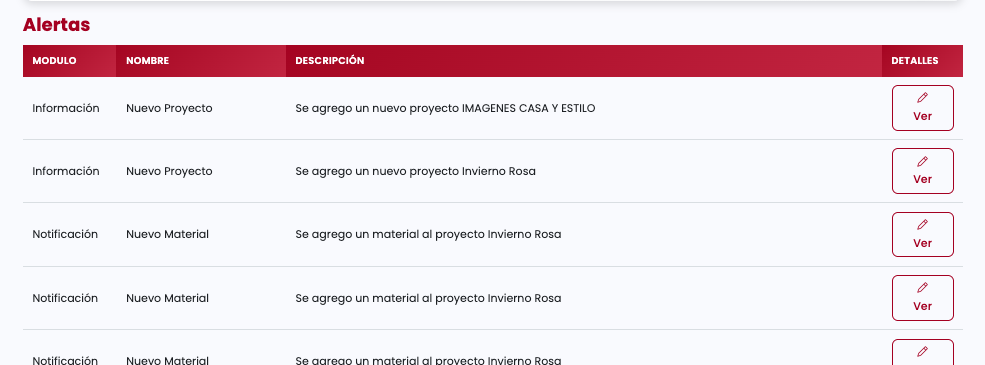 Alertas
MODULO NOMBRE DESCRIPCIÓN DETALLES
Información Nuevo Proyecto Se agrego un nuevo proyecto IMAGENES CASA Y ESTILO Ver
Información Nuevo Proyecto Se agrego un nuevo proyecto Invierno Rosa Ver
Notificación Nuevo Material Se agrego un material al proyecto Invierno Rosa Ver
Notificación Nuevo Material Se agrego un material al proyecto Invierno Rosa Ver
Notificación Nuevo Material Se agrego un material al proyecto Invierno Rosa